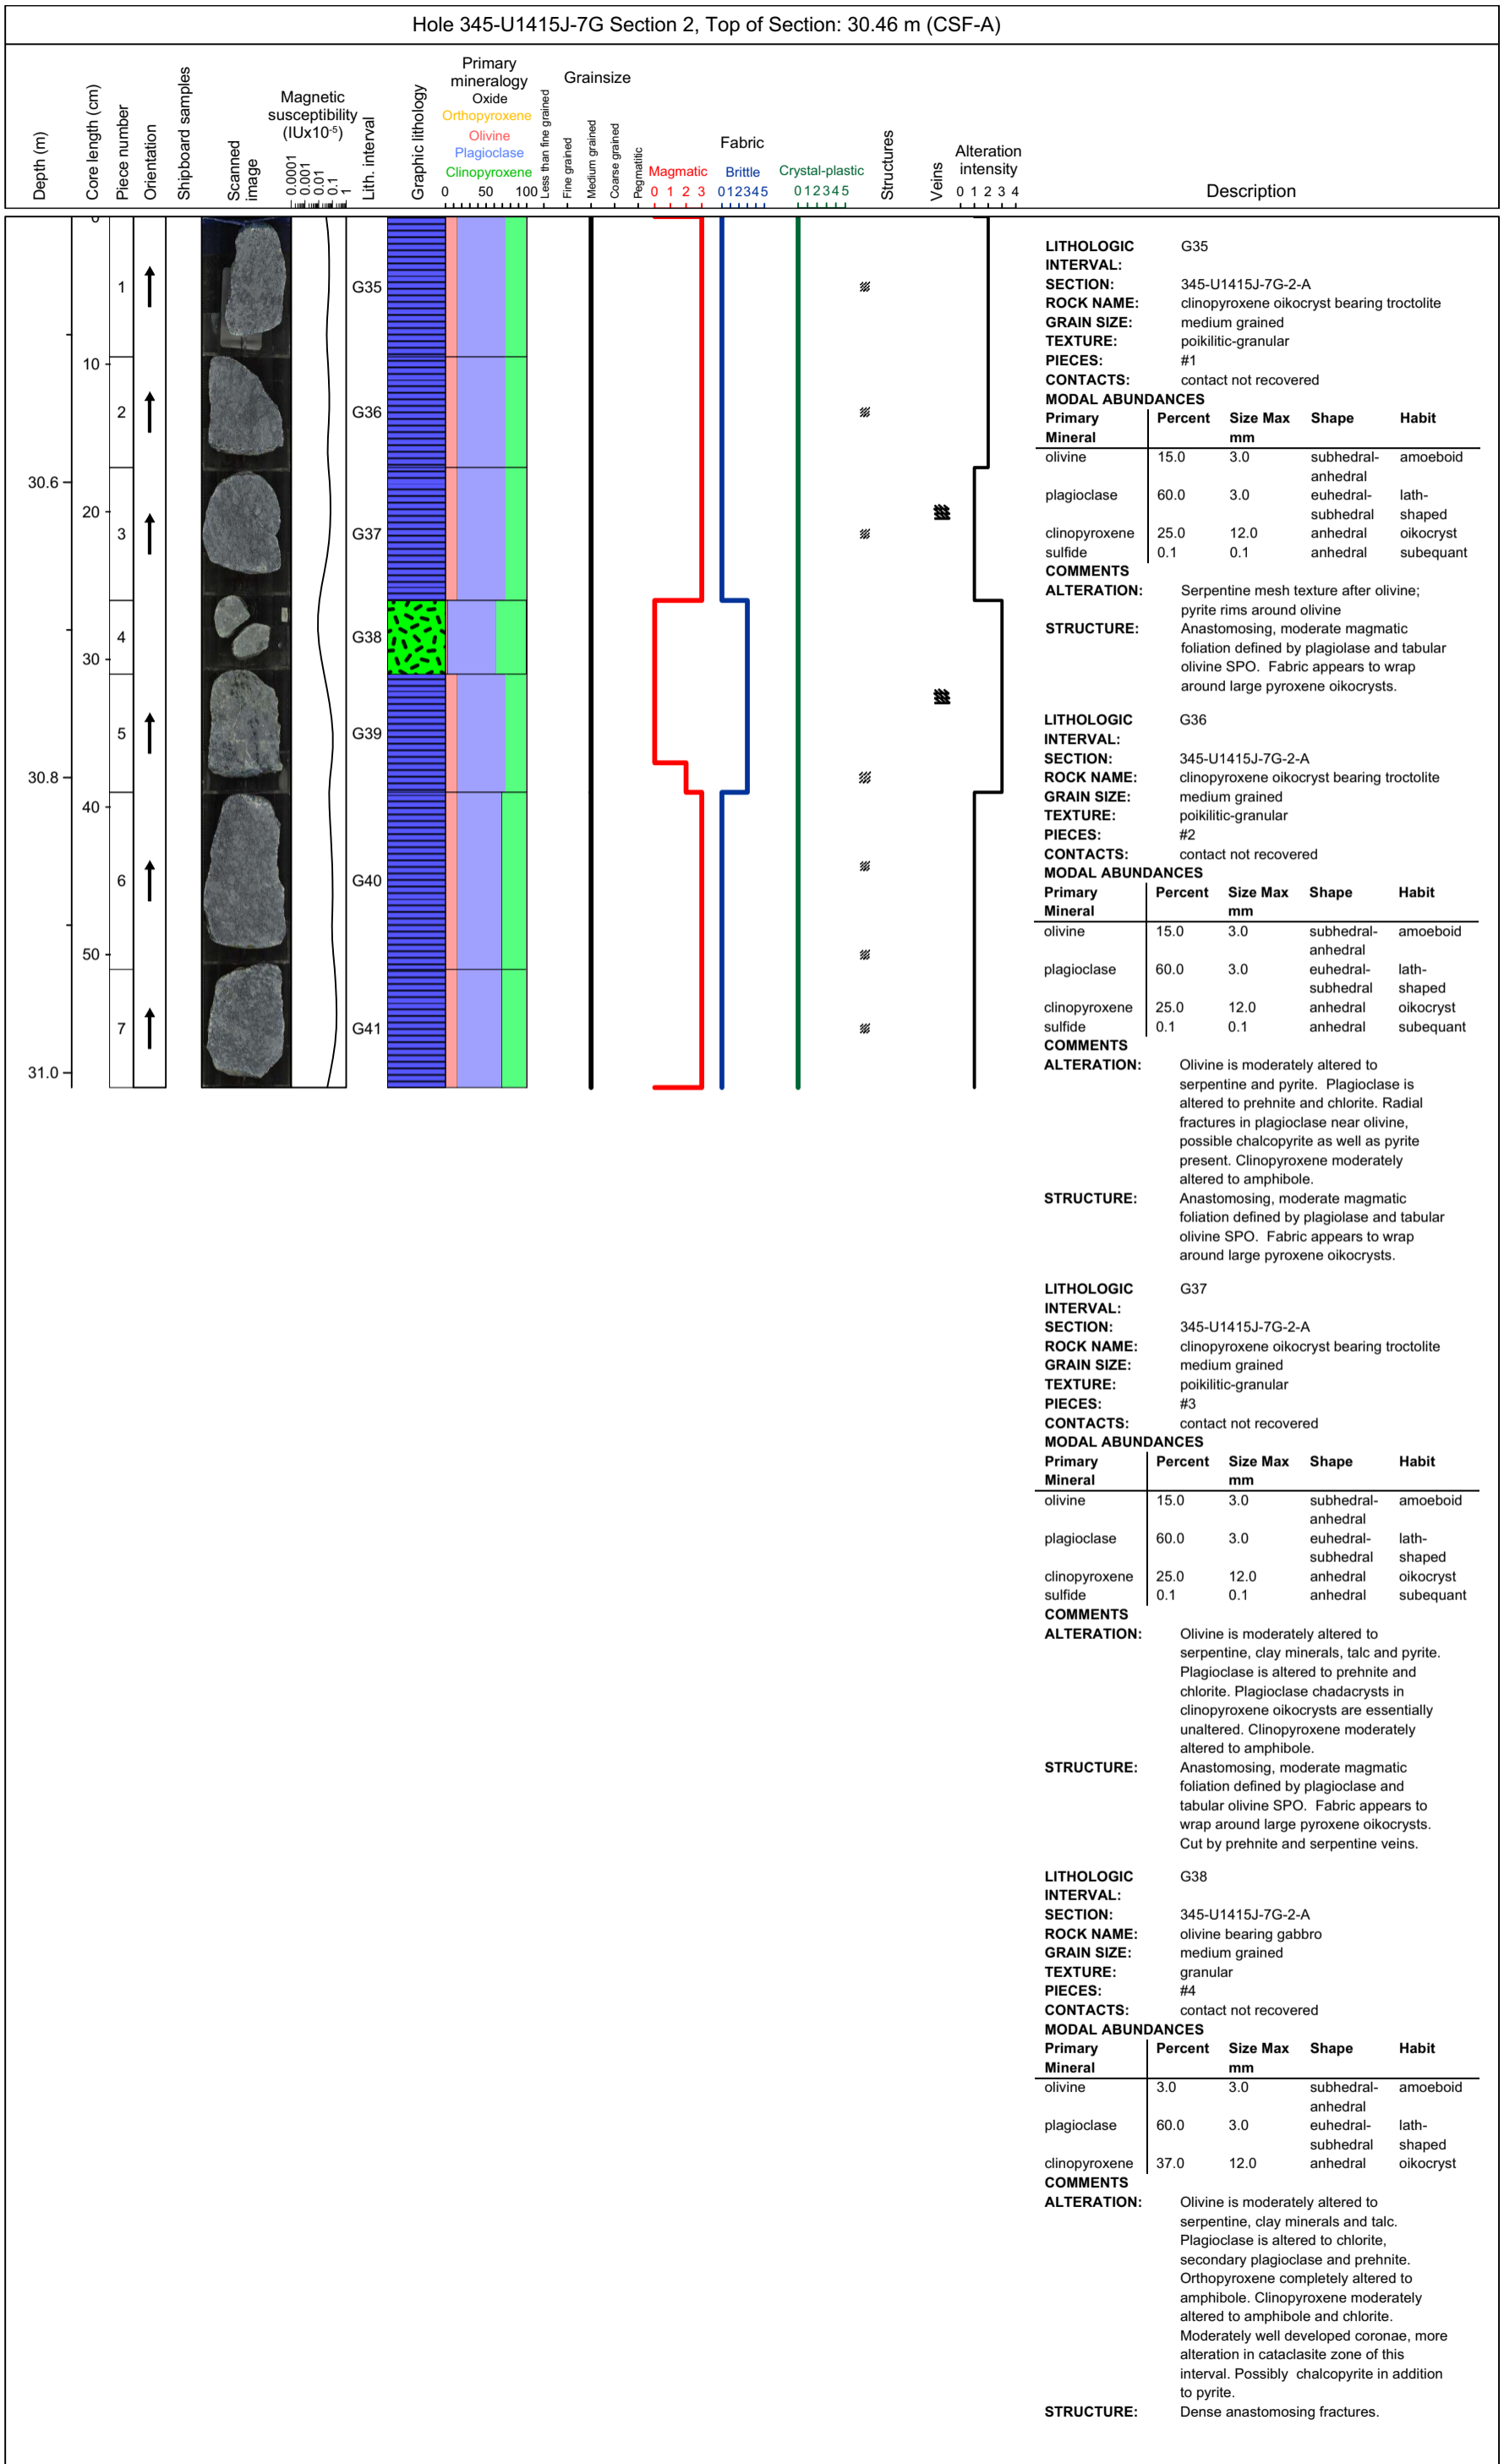 Hole 345-U1415J-7G Section 2, Top of Section: 30.46 m (CSF-A)
Depth (m)
Core length (cm)
Piece number
Orientation
Shipboard samples
Scanned image
Magnetic
susceptibility
(IUx10-5)
0.0001
0.001
0.01
0.1
1
Lith. interval
Graphic lithology
Primary
mineralogy
Oxide
Orthopyroxene
Olivine
Plagioclase
Clinopyroxene
0 50 100
Grainsize
Less than fine grained
Fine grained
Medium grained
Coarse grained
Pegmatitic
Fabric
Magmatic
0 1 2 3
Brittle
012345
Crystal-plastic
012345
Structures
Veins
Alteration
intensity
0 1 2 3 4
Description
0
10
20
30
40
50
30.6
30.8
31.0
1
2
3
4
5
6
7
G35
G36
G37
G38
G39
G40
G41
LITHOLOGIC G35
INTERVAL:
SECTION: 345-U1415J-7G-2-A
ROCK NAME: clinopyroxene oikocryst bearing troctolite
GRAIN SIZE: medium grained
TEXTURE: poikilitic-granular
PIECES: #1
CONTACTS: contact not recovered
MODAL ABUNDANCES
Primary Percent Size Max Shape Habit
Mineral mm
olivine 15.0 3.0 subhedral- amoeboid
anhedral
plagioclase 60.0 3.0 euhedral- lath-
subhedral shaped
clinopyroxene 25.0 12.0 anhedral oikocryst
sulfide 0.1 0.1 anhedral subequant
COMMENTS
ALTERATION: Serpentine mesh texture after olivine;
pyrite rims around olivine
STRUCTURE: Anastomosing, moderate magmatic
foliation defined by plagiolase and tabular
olivine SPO. Fabric appears to wrap
around large pyroxene oikocrysts.
LITHOLOGIC G36
INTERVAL:
SECTION: 345-U1415J-7G-2-A
ROCK NAME: clinopyroxene oikocryst bearing troctolite
GRAIN SIZE: medium grained
TEXTURE: poikilitic-granular
PIECES: #2
CONTACTS: contact not recovered
MODAL ABUNDANCES
Primary Percent Size Max Shape Habit
Mineral mm
olivine 15.0 3.0 subhedral- amoeboid
anhedral
plagioclase 60.0 3.0 euhedral- lath-
subhedral shaped
clinopyroxene 25.0 12.0 anhedral oikocryst
sulfide 0.1 0.1 anhedral subequant
COMMENTS
ALTERATION: Olivine is moderately altered to
serpentine and pyrite. Plagioclase is
altered to prehnite and chlorite. Radial
fractures in plagioclase near olivine,
possible chalcopyrite as well as pyrite
present. Clinopyroxene moderately
altered to amphibole.
STRUCTURE: Anastomosing, moderate magmatic
foliation defined by plagiolase and tabular
olivine SPO. Fabric appears to wrap
around large pyroxene oikocrysts.
LITHOLOGIC G37
INTERVAL:
SECTION: 345-U1415J-7G-2-A
ROCK NAME: clinopyroxene oikocryst bearing troctolite
GRAIN SIZE: medium grained
TEXTURE: poikilitic-granular
PIECES: #3
CONTACTS: contact not recovered
MODAL ABUNDANCES
Primary Percent Size Max Shape Habit
Mineral mm
olivine 15.0 3.0 subhedral- amoeboid
anhedral
plagioclase 60.0 3.0 euhedral- lath-
subhedral shaped
clinopyroxene 25.0 12.0 anhedral oikocryst
sulfide 0.1 0.1 anhedral subequant
COMMENTS
ALTERATION: Olivine is moderately altered to
serpentine, clay minerals, talc and pyrite.
Plagioclase is altered to prehnite and
chlorite. Plagioclase chadacrysts in
clinopyroxene oikocrysts are essentially
unaltered. Clinopyroxene moderately
altered to amphibole.
STRUCTURE: Anastomosing, moderate magmatic
foliation defined by plagioclase and
tabular olivine SPO. Fabric appears to
wrap around large pyroxene oikocrysts.
Cut by prehnite and serpentine veins.
LITHOLOGIC G38
INTERVAL:
SECTION: 345-U1415J-7G-2-A
ROCK NAME: olivine bearing gabbro
GRAIN SIZE: medium grained
TEXTURE: granular
PIECES: #4
CONTACTS: contact not recovered
MODAL ABUNDANCES
Primary Percent Size Max Shape Habit
Mineral mm
olivine 3.0 3.0 subhedral- amoeboid
anhedral
plagioclase 60.0 3.0 euhedral- lath-
subhedral shaped
clinopyroxene 37.0 12.0 anhedral oikocryst
COMMENTS
ALTERATION: Olivine is moderately altered to
serpentine, clay minerals and talc.
Plagioclase is altered to chlorite,
secondary plagioclase and prehnite.
Orthopyroxene completely altered to
amphibole. Clinopyroxene moderately
altered to amphibole and chlorite.
Moderately well developed coronae, more
alteration in cataclasite zone of this
interval. Possibly chalcopyrite in addition
to pyrite.
STRUCTURE: Dense anastomosing fractures.